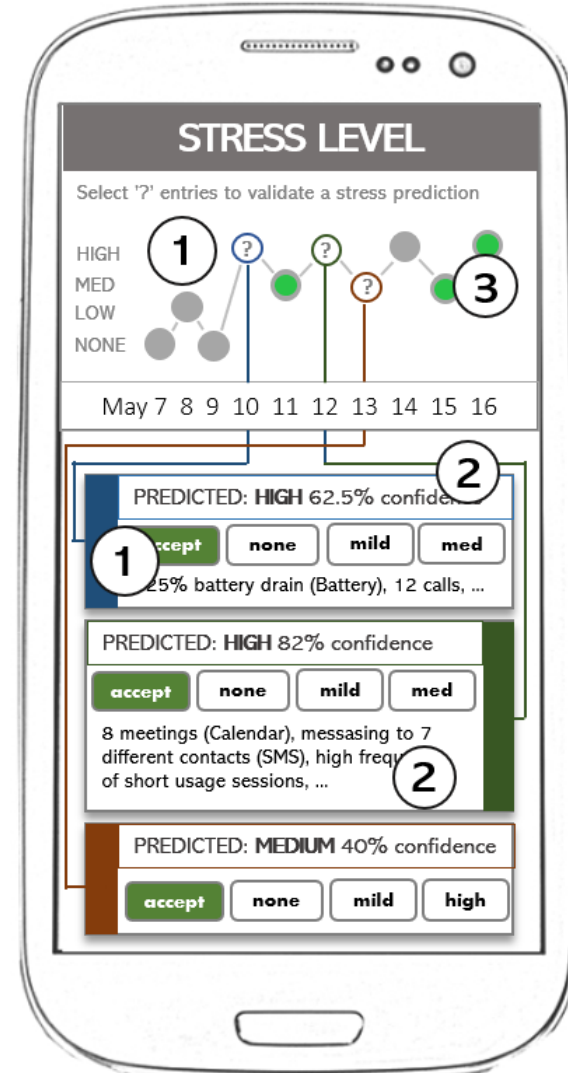 STRESS LEVEL
Select '?' entries to validate a stress prediction
HIGH
MED
LOW
NONE
1
?
?
?
3
May 7 8 9 10 11 12 13 14 15 16
2
PREDICTED: HIGH 62.5% confidence
none mild med
1
25% battery drain (Battery), 12 calls, ...
PREDICTED: HIGH 82% confidence
accept none mild med
8 meetings (Calendar), messasing to 7
different contacts (SMS), high
of short usage sessions, ...
2
PREDICTED: MEDIUM 40% confidence
accept none mild high